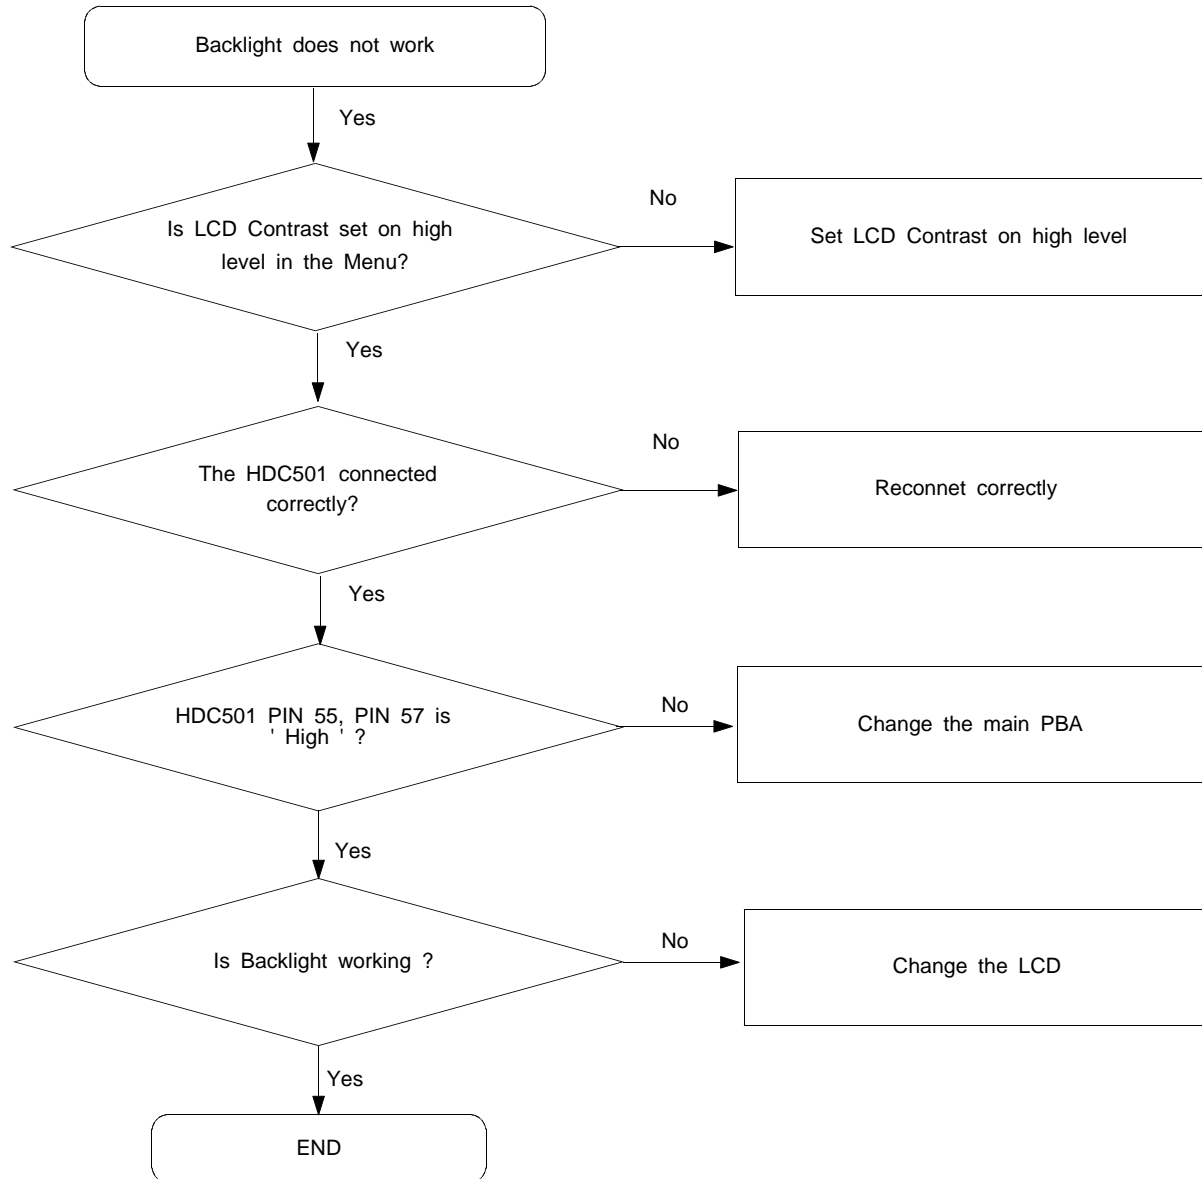 Backlight does not work
Yes
Is LCD Contrast set on high
level in the Menu?
No
Set LCD Contrast on high level
Yes
The HDC501 connected
correctly?
No
Reconnet correctly
Yes
HDC501 PIN 55, PIN 57 is
' High ' ?
No
Change the main PBA
Yes
Is Backlight working ?
No
Change the LCD
Yes
END